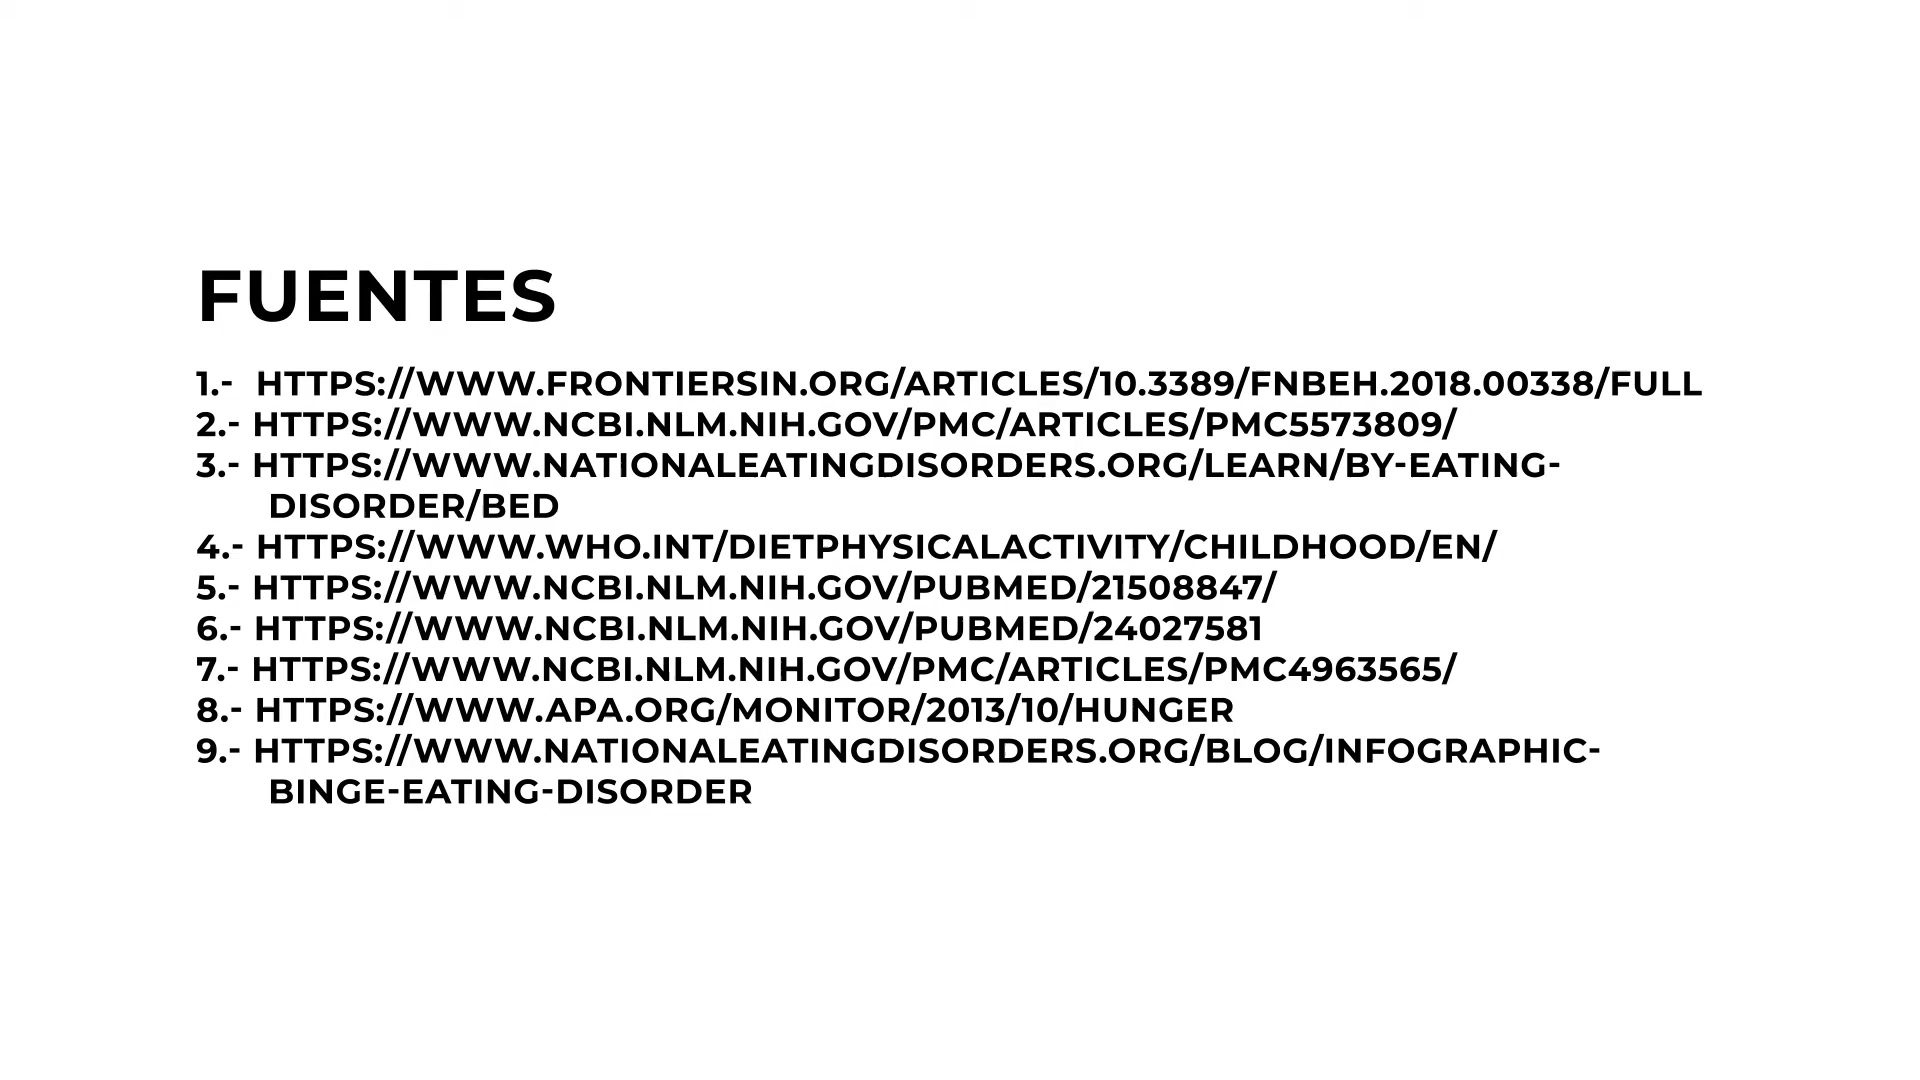 FUENTES
1.- HTTPS://WWW.FRONTIERSIN.ORG/ARTICLES/10.3389/FNBEH.2018.00338/FULL
2.- HTTPS://WWW.NCBI.NLM.NIH.GOV/PMC/ARTICLES/PMC5573809/
3.- HTTPS://WWW.NATIONALEATINGDISORDERS.ORG/LEARN/BY-EATING-
DISORDER/BED
4.- HTTPS://WWW.WHO.INT/DIETPHYSICALACTIVITY/CHILDHOOD/EN/
5.- HTTPS://WWW.NCBI.NLM.NIH.GOV/PUBMED/21508847/
6.- HTTPS://WWW.NCBI.NLM.NIH.GOV/PUBMED/24027581
7.- HTTPS://WWW.NCBI.NLM.NIH.GOV/PMC/ARTICLES/PMC4963565/
8.- HTTPS://WWW.APA.ORG/MONITOR/2013/10/HUNGER
9.- HTTPS://WWW.NATIONALEATINGDISORDERS.ORG/BLOG/INFOGRAPHIC-
BINGE-EATING-DISORDER